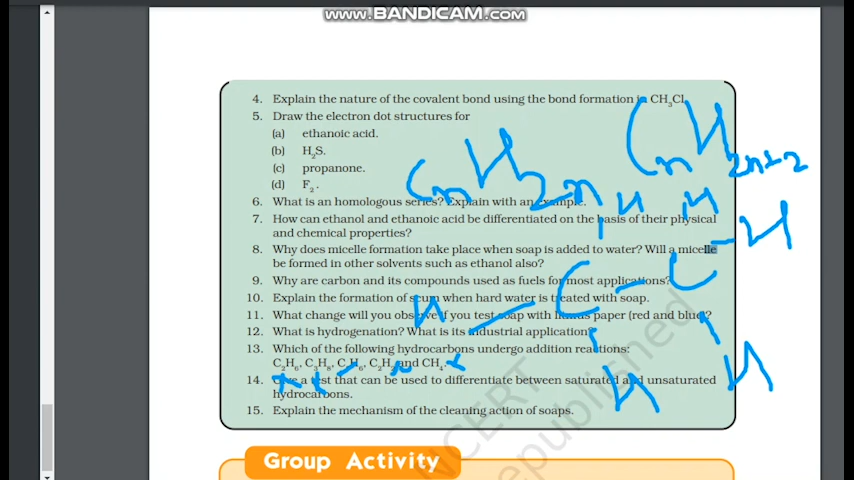 www.BANDICAM.com
4. Explain the nature of the covalent bond using the bond formation in CH3Cl.
5. Draw the electron dot structures for
(a) ethanoic acid.
(b) H2S.
(c) propanone.
(d) F2.
CnH2n
CnH2n+2
6. What is an homologous series? Explain with an example.
7. How can ethanol and ethanoic acid be differentiated on the basis of their physical
and chemical properties?
8. Why does micelle formation take place when soap is added to water? Will a micelle
be formed in other solvents such as ethanol also?
9. Why are carbon and its compounds used as fuels for most applications?
10. Explain the formation of scum when hard water is treated with soap.
11. What change will you observe if you test soap with litmus paper (red and blue)?
12. What is hydrogenation? What is its industrial application?
13. Which of the following hydrocarbons undergo addition reactions:
C2H6, C3H8, C3H6, C2H2 and CH4.
14. Give a test that can be used to differentiate between saturated and unsaturated
hydrocarbons.
15. Explain the mechanism of the cleaning action of soaps.
H H
H — C — C — H
H H
Group Activity
NCERT
republished